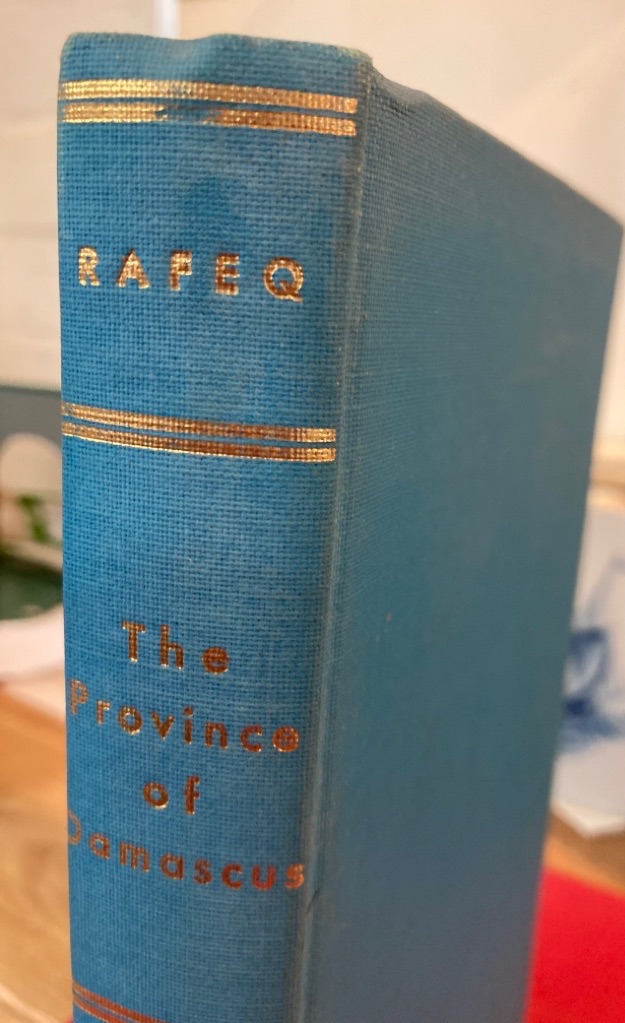 RAFEQ
The
Province
of
Damascus